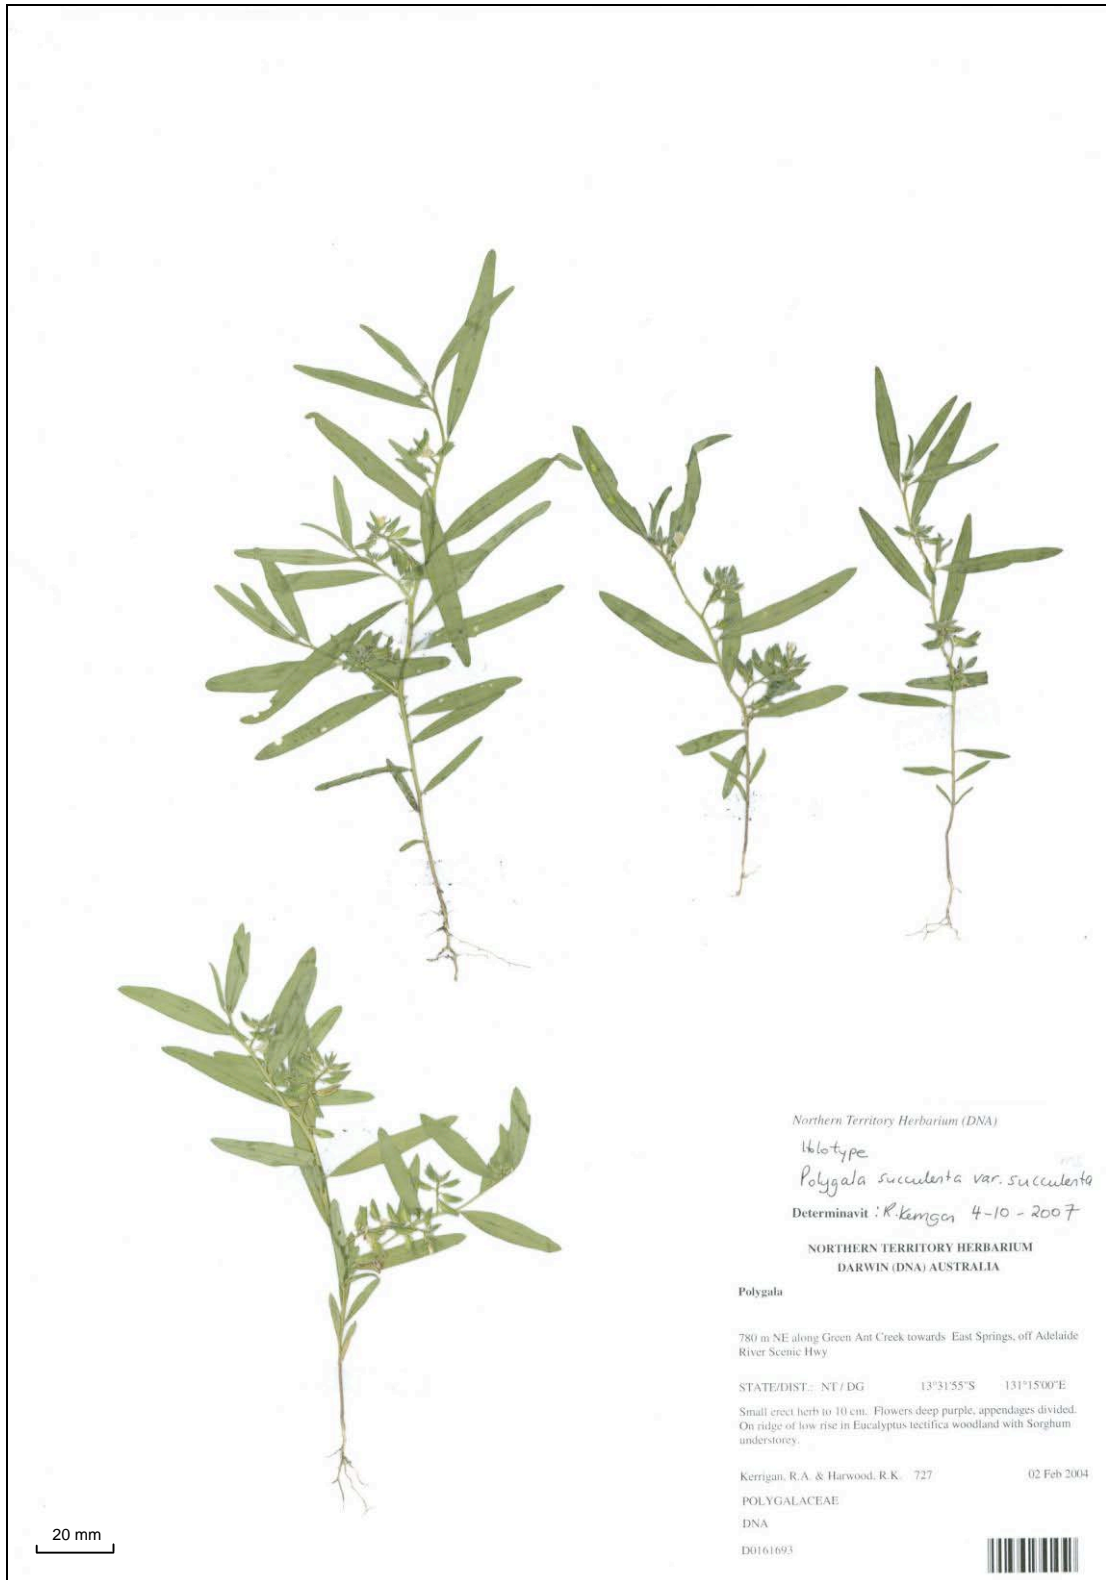 Northern Territory Herbarium (DNA)
Holotype
Polygala succulenta var. succulenta
Determinavit : R. Kerrigan 4-10-2007
NORTHERN TERRITORY HERBARIUM
DARWIN (DNA) AUSTRALIA
Polygala
780 m NE along Green Ant Creek towards East Springs, off Adelaide
River Scenic Hwy
STATE/DIST.: NT / DG 13°31'55"S 131°15'00"E
Small erect herb to 10 cm. Flowers deep purple, appendages divided.
On ridge of low rise in Eucalyptus tectifica woodland with Sorghum
understorey.
Kerrigan, R.A. & Harwood, R.K. 727 02 Feb 2004
POLYGALACEAE
DNA
D0161693
20 mm